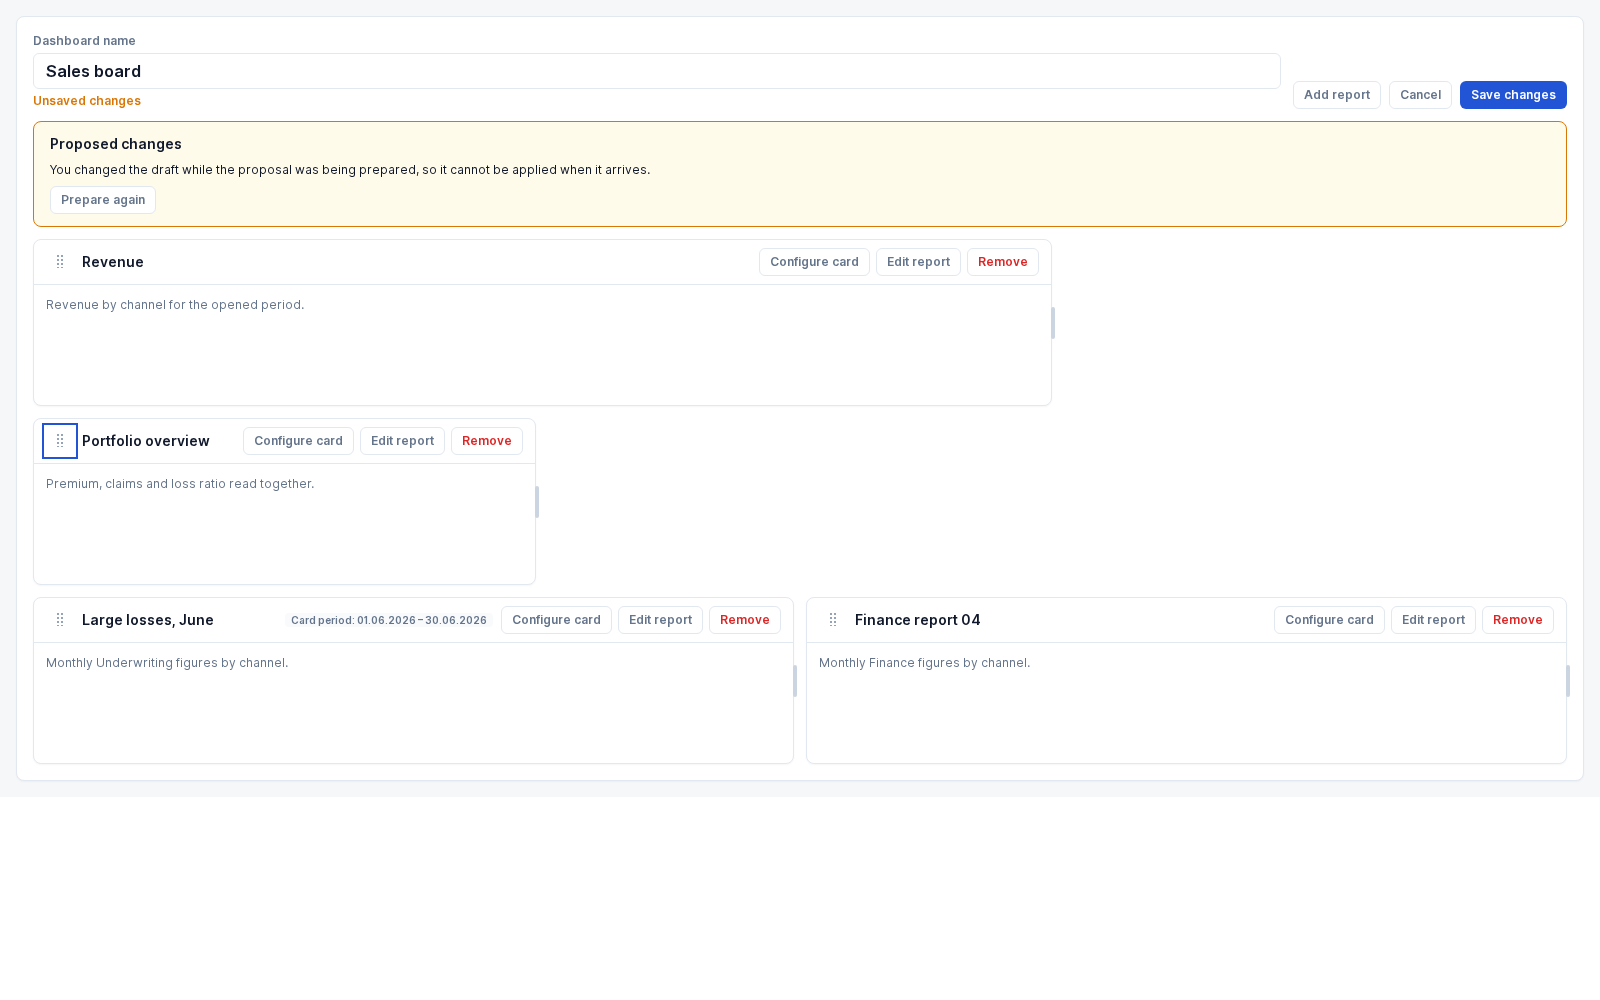 Dashboard name
Sales board
Unsaved changes
Add report
Cancel
Save changes
Proposed changes
You changed the draft while the proposal was being prepared, so it cannot be applied when it arrives.
Prepare again
Revenue
Configure card
Edit report
Remove
Revenue by channel for the opened period.
Portfolio overview
Configure card
Edit report
Remove
Premium, claims and loss ratio read together.
Large losses, June
Card period: 01.06.2026 – 30.06.2026
Configure card
Edit report
Remove
Monthly Underwriting figures by channel.
Finance report 04
Configure card
Edit report
Remove
Monthly Finance figures by channel.